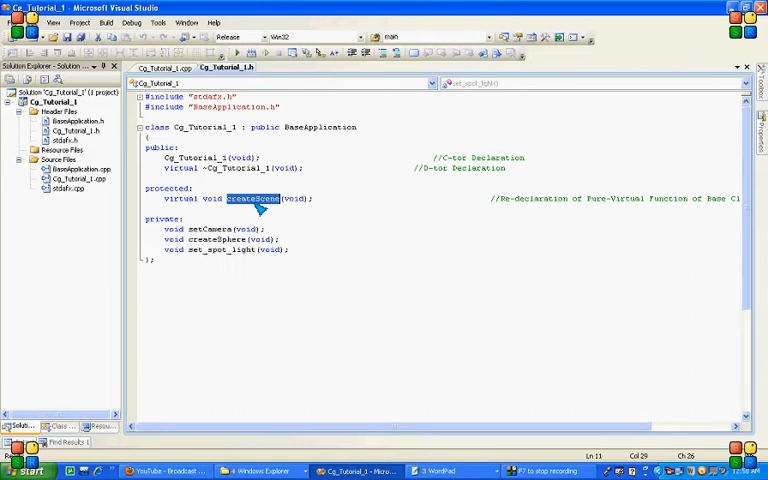 Cg_Tutorial_1 - Microsoft Visual Studio
View Project Build Debug Tools Window Help
Release Win32 main
Solution Explorer - Solution
Cg_Tutorial_1.cpp Cg_Tutorial_1.h
Cg_Tutorial_1 set_spot_light()
Solution 'Cg_Tutorial_1' (1 project)
Cg_Tutorial_1
Header Files
BaseApplication.h
Cg_Tutorial_1.h
stdafx.h
Resource Files
Source Files
BaseApplication.cpp
Cg_Tutorial_1.cpp
stdafx.cpp
#include "stdafx.h"
#include "BaseApplication.h"
class Cg_Tutorial_1 : public BaseApplication
{
public:
Cg_Tutorial_1(void); //C-tor Declaration
virtual ~Cg_Tutorial_1(void); //D-tor Declaration
protected:
virtual void createScene(void); //Re-declaration of Pure-Virtual Function of Base Cl
private:
void setCamera(void);
void createSphere(void);
void set_spot_light(void);
};
Toolbox
Properties
Soluti... Class ... Resou...
Find Results 1
Ln 11 Col 29 Ch 26
start YouTube - Broadcast ... 4 Windows Explorer Cg_Tutorial_1 - Micro... 3 WordPad F7 to stop recording